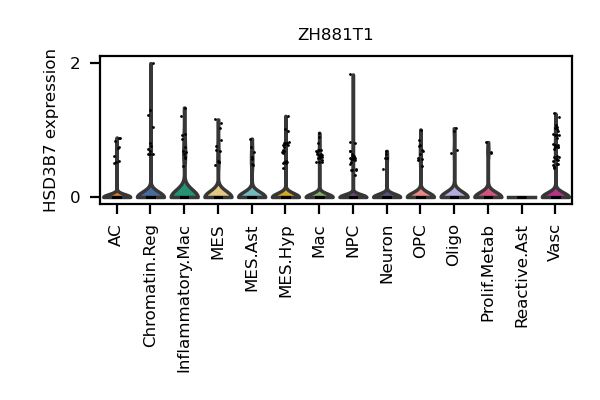 ZH881T1
HSD3B7 expression
2
0
AC
Chromatin.Reg
Inflammatory.Mac
MES
MES.Ast
MES.Hyp
Mac
NPC
Neuron
OPC
Oligo
Prolif.Metab
Reactive.Ast
Vasc